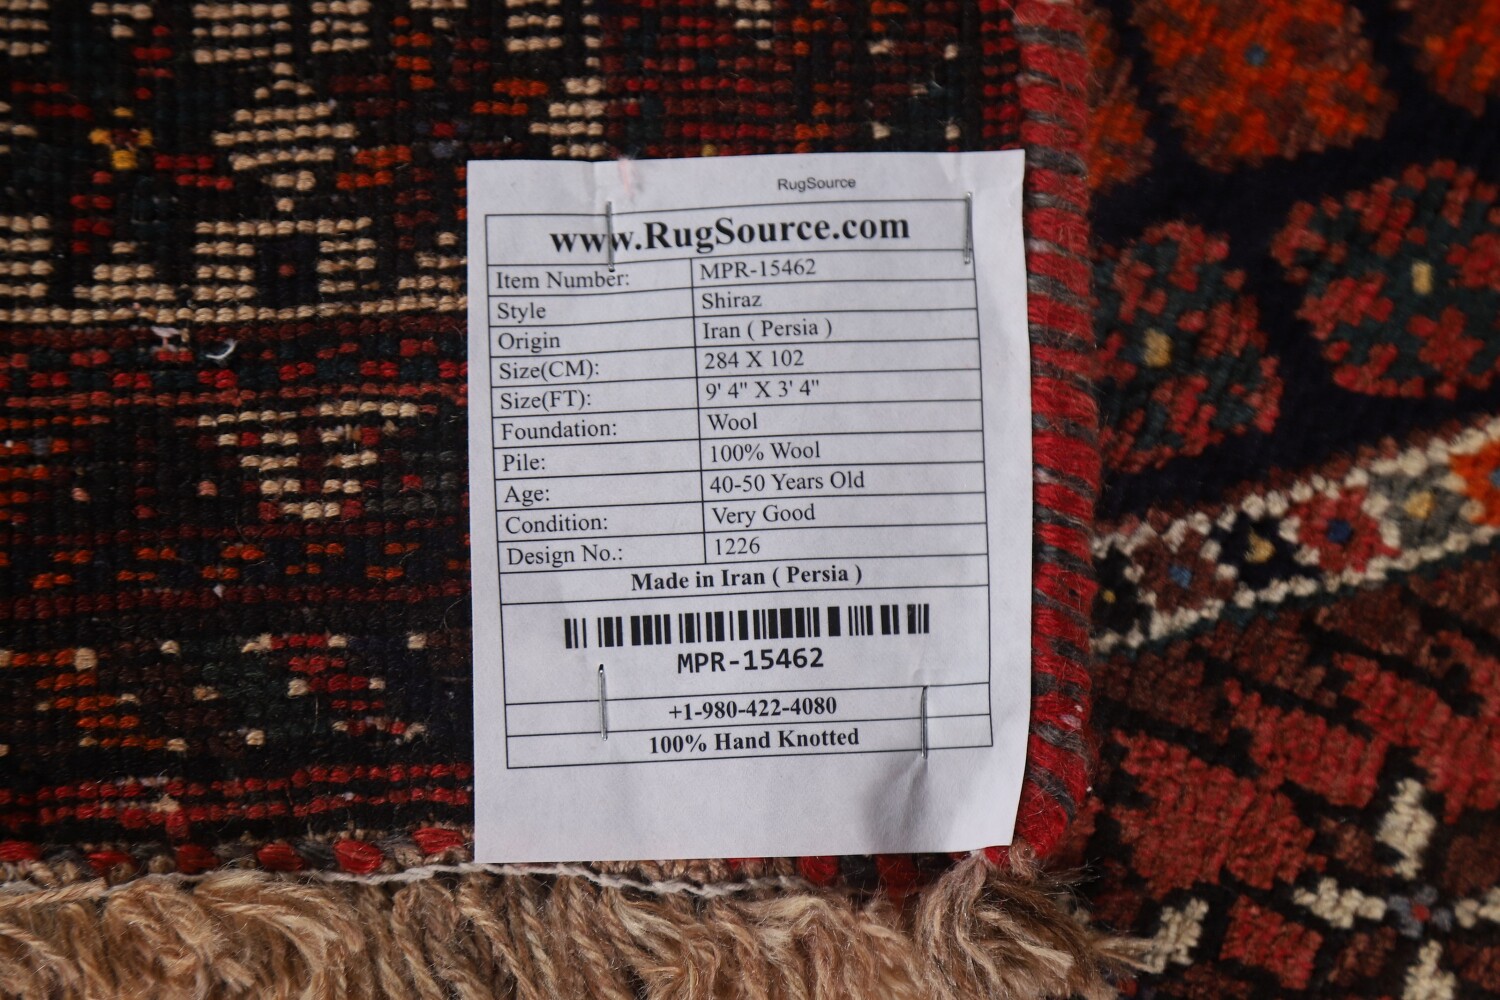 RugSource
www.RugSource.com
Item Number: MPR-15462
Style Shiraz
Origin Iran ( Persia )
Size(CM): 284 X 102
Size(FT): 9' 4" X 3' 4"
Foundation: Wool
Pile: 100% Wool
Age: 40-50 Years Old
Condition: Very Good
Design No.: 1226
Made in Iran ( Persia )
MPR-15462
+1-980-422-4080
100% Hand Knotted